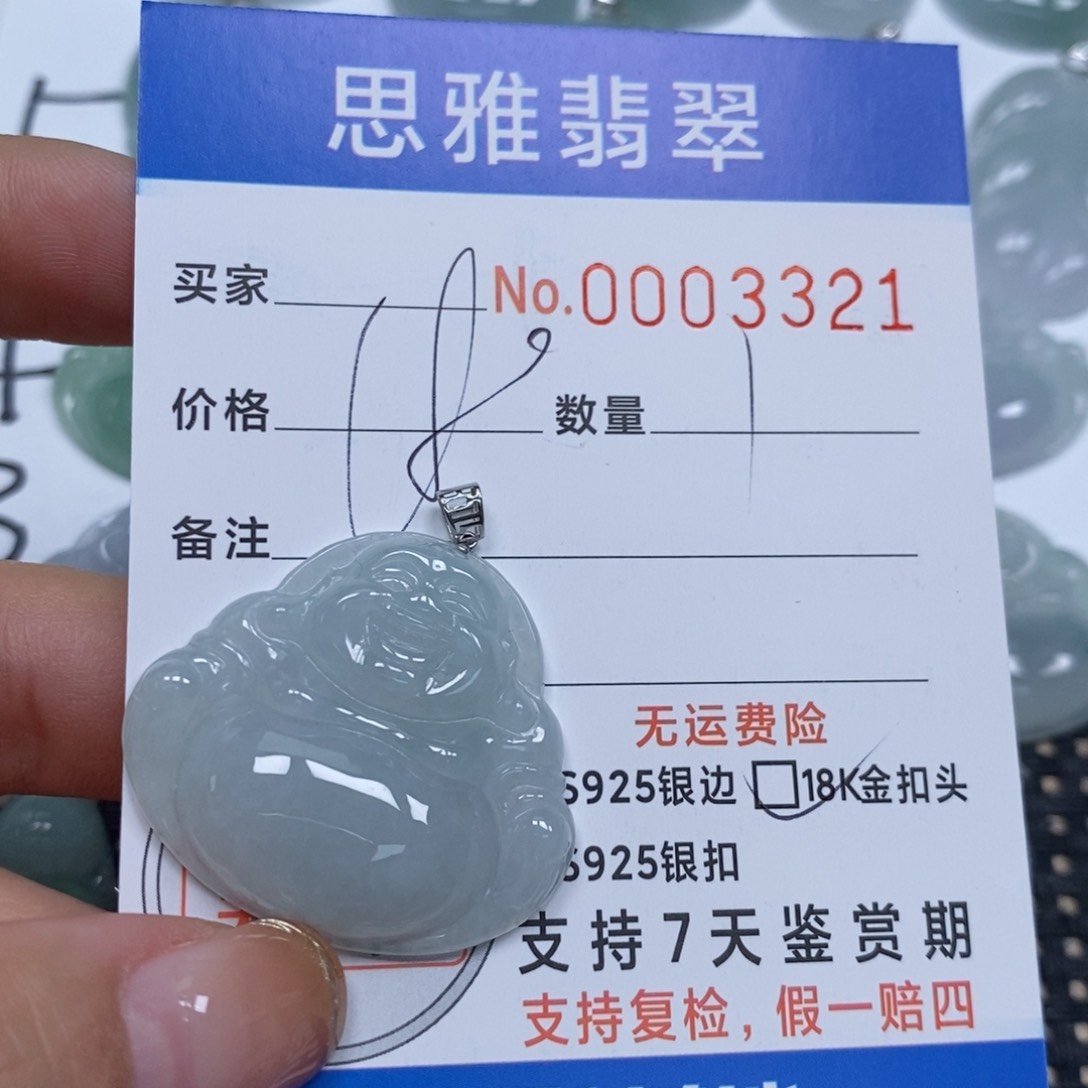 思雅翡翠
买家 No.0003321
价格 数量 1
备注
无运费险
S925银边 □18K金扣头
S925银扣
支持7天鉴赏期
支持复检，假一赔四